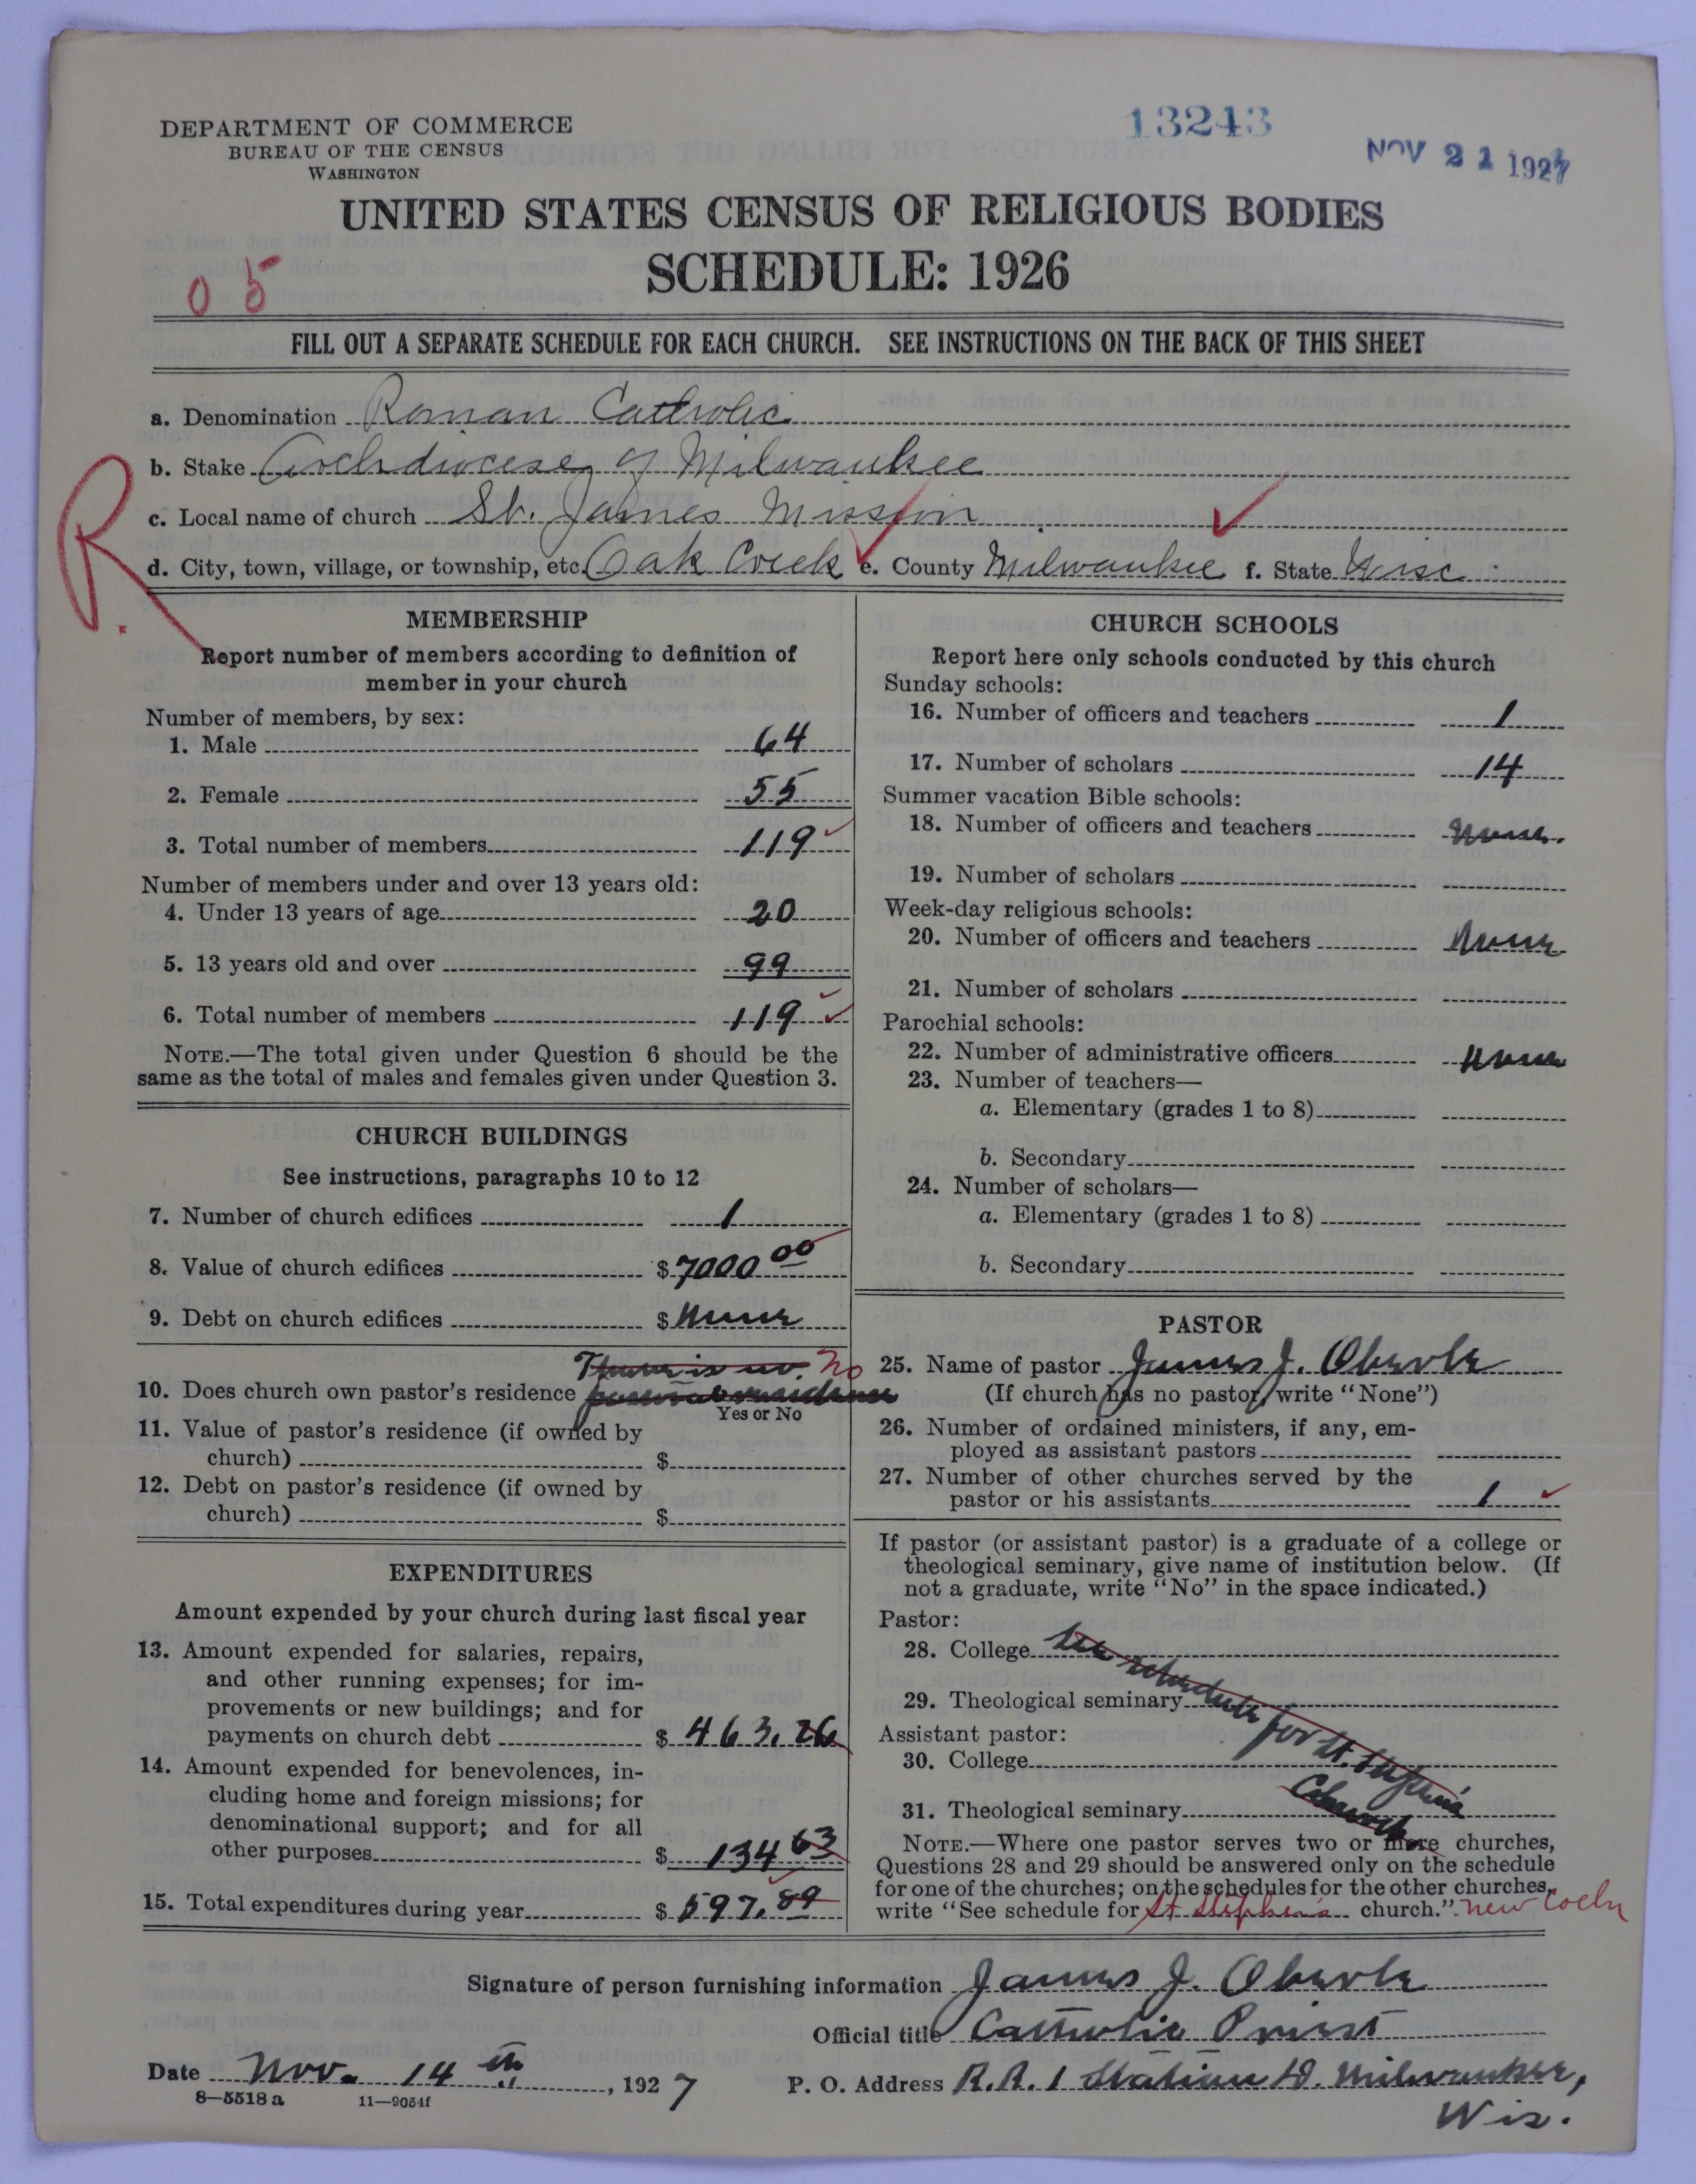 13243
NOV 21 1927
DEPARTMENT OF COMMERCE
BUREAU OF THE CENSUS
WASHINGTON
UNITED STATES CENSUS OF RELIGIOUS BODIES
SCHEDULE: 1926
05
FILL OUT A SEPARATE SCHEDULE FOR EACH CHURCH. SEE INSTRUCTIONS ON THE BACK OF THIS SHEET
a. Denomination Roman Catholic
b. Stake Archdiocese of Milwaukee
c. Local name of church St. James Mission
d. City, town, village, or township, etc. Oak Creek e. County Milwaukee f. State Wisc
R.
MEMBERSHIP
Report number of members according to definition of
member in your church
Number of members, by sex:
1. Male 64
2. Female 55
3. Total number of members 119
Number of members under and over 13 years old:
4. Under 13 years of age 20
5. 13 years old and over 99
6. Total number of members 119
NOTE.—The total given under Question 6 should be the
same as the total of males and females given under Question 3.
CHURCH BUILDINGS
See instructions, paragraphs 10 to 12
7. Number of church edifices 1
8. Value of church edifices $7000 00
9. Debt on church edifices $ None
There is no No
10. Does church own pastor's residence pastoral residence
Yes or No
11. Value of pastor's residence (if owned by
church) $
12. Debt on pastor's residence (if owned by
church) $
EXPENDITURES
Amount expended by your church during last fiscal year
13. Amount expended for salaries, repairs,
and other running expenses; for im-
provements or new buildings; and for
payments on church debt $ 463.26
14. Amount expended for benevolences, in-
cluding home and foreign missions; for
denominational support; and for all
other purposes $ 134 63
15. Total expenditures during year $ 597.89
CHURCH SCHOOLS
Report here only schools conducted by this church
Sunday schools:
16. Number of officers and teachers 1
17. Number of scholars 14
Summer vacation Bible schools:
18. Number of officers and teachers None
19. Number of scholars
Week-day religious schools:
20. Number of officers and teachers None
21. Number of scholars
Parochial schools:
22. Number of administrative officers None
23. Number of teachers—
a. Elementary (grades 1 to 8)
b. Secondary
24. Number of scholars—
a. Elementary (grades 1 to 8)
b. Secondary
PASTOR
25. Name of pastor James J. Oberle
(If church has no pastor, write "None")
26. Number of ordained ministers, if any, em-
ployed as assistant pastors
27. Number of other churches served by the
pastor or his assistants 1
If pastor (or assistant pastor) is a graduate of a college or
theological seminary, give name of institution below. (If
not a graduate, write "No" in the space indicated.)
Pastor:
28. College
29. Theological seminary
Assistant pastor:
30. College
31. Theological seminary
See schedule for St. Stephen's
Church
NOTE.—Where one pastor serves two or more churches,
Questions 28 and 29 should be answered only on the schedule
for one of the churches; on the schedules for the other churches,
write "See schedule for St Stephen's church." New Coeln
Signature of person furnishing information James J. Oberle
Official title Catholic Priest
Date Nov. 14th, 1927 P. O. Address R.R. 1 Station D. Milwaukee,
Wis.
8—5518 a 11—9054f